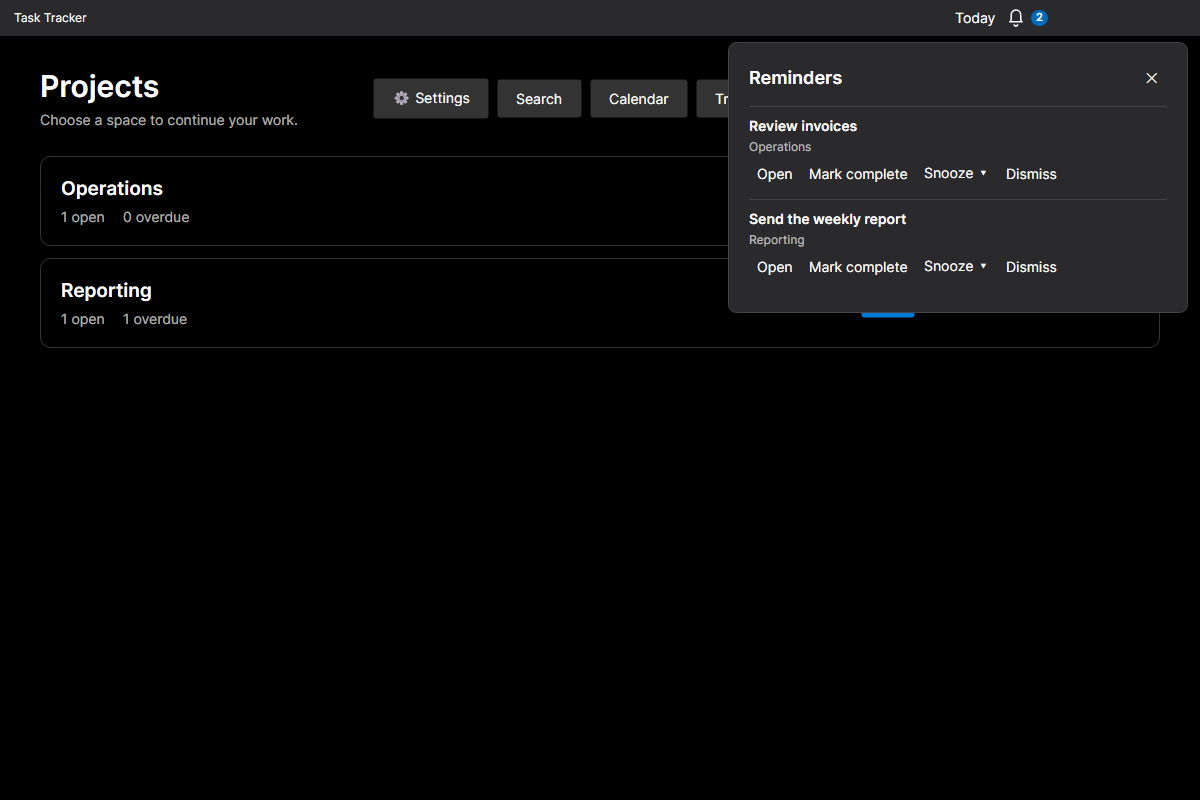 Task Tracker
Today
2
Projects
Choose a space to continue your work.
Settings
Search
Calendar
Operations
1 open 0 overdue
Reporting
1 open 1 overdue
Reminders
Review invoices
Operations
Open Mark complete Snooze Dismiss
Send the weekly report
Reporting
Open Mark complete Snooze Dismiss